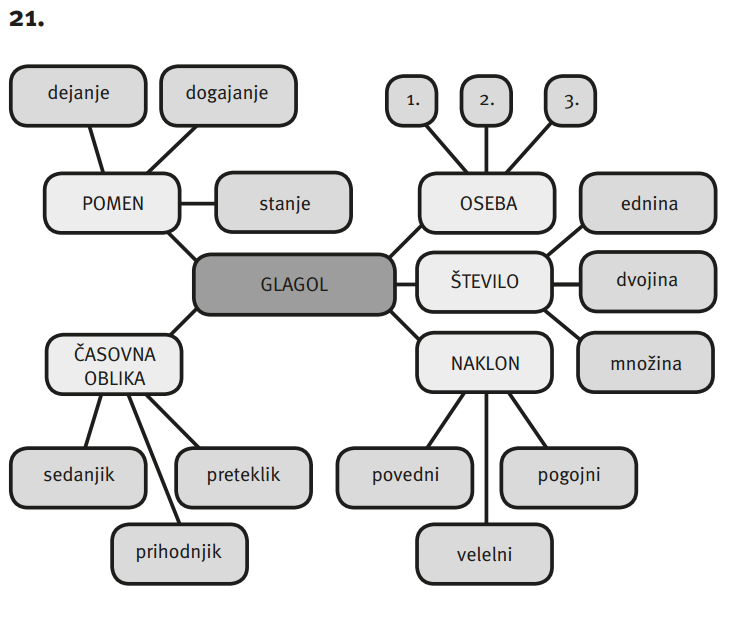 21.
dejanje
dogajanje
1.
2.
3.
POMEN
stanje
OSEBA
ednina
GLAGOL
ŠTEVILO
dvojina
ČASOVNA
OBLIKA
NAKLON
množina
sedanjik
preteklik
povedni
pogojni
prihodnjik
velelni